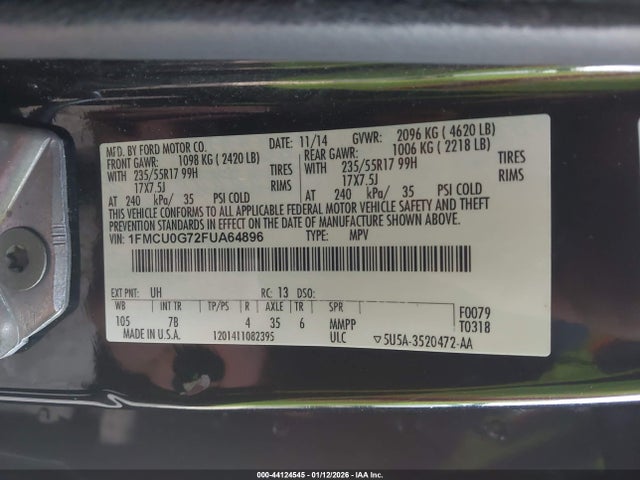 MFD. BY FORD MOTOR CO.
DATE: 11/14 GVWR: 2096 KG ( 4620 LB)
FRONT GAWR: 1098 KG ( 2420 LB) REAR GAWR: 1006 KG ( 2218 LB)
WITH 235/55R17 99H TIRES WITH 235/55R17 99H TIRES
17X7.5J RIMS 17X7.5J RIMS
AT 240 kPa/ 35 PSI COLD AT 240 kPa/ 35 PSI COLD
THIS VEHICLE CONFORMS TO ALL APPLICABLE FEDERAL MOTOR VEHICLE SAFETY AND THEFT
PREVENTION STANDARDS IN EFFECT ON THE DATE OF MANUFACTURE SHOWN ABOVE.
VIN: 1FMCU0G72FUA64896 TYPE: MPV
EXT PNT: UH RC: 13 DSO:
WB INT TR TP/PS R AXLE TR SPR
105 7B 4 35 6 MMPP
F0079
T0318
MADE IN U.S.A. 1201411082395 ULC ▽5U5A-3520472-AA
000-44124545 - 01/12/2026 - IAA Inc.